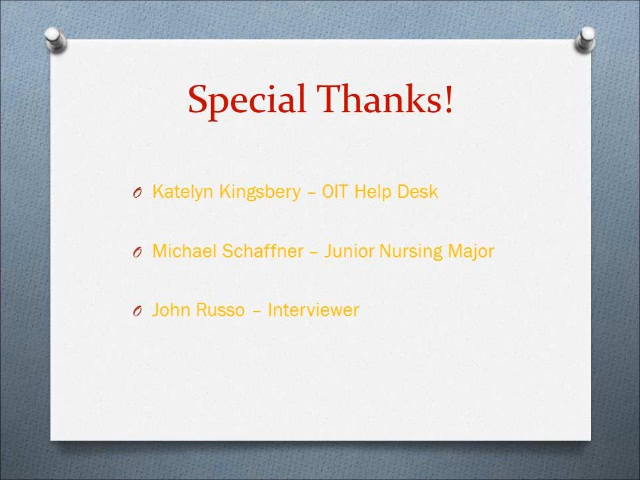 Special Thanks!
Katelyn Kingsbery – OIT Help Desk
Michael Schaffner – Junior Nursing Major
John Russo – Interviewer